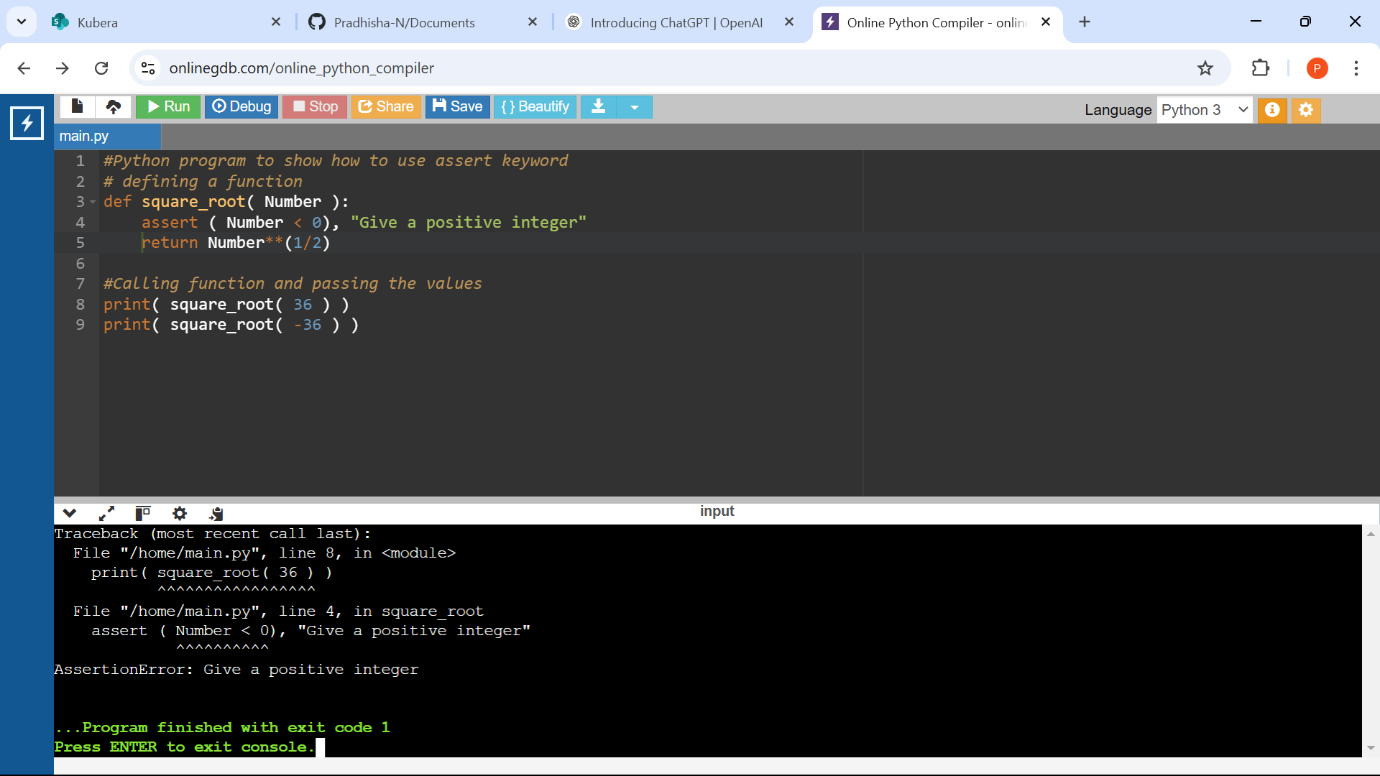 Kubera
Pradhisha-N/Documents
Introducing ChatGPT | OpenAI
Online Python Compiler - onlin
P
onlinegdb.com/online_python_compiler
Run
Debug
Stop
Share
Save
{ } Beautify
Language
Python 3
main.py
1 #Python program to show how to use assert keyword
2 # defining a function
3 def square_root( Number ):
4 assert ( Number < 0), "Give a positive integer"
5 return Number**(1/2)
6
7 #Calling function and passing the values
8 print( square_root( 36 ) )
9 print( square_root( -36 ) )
input
Traceback (most recent call last):
File "/home/main.py", line 8, in <module>
print( square_root( 36 ) )
^^^^^^^^^^^^^^^^^
File "/home/main.py", line 4, in square_root
assert ( Number < 0), "Give a positive integer"
^^^^^^^^^^
AssertionError: Give a positive integer
...Program finished with exit code 1
Press ENTER to exit console.